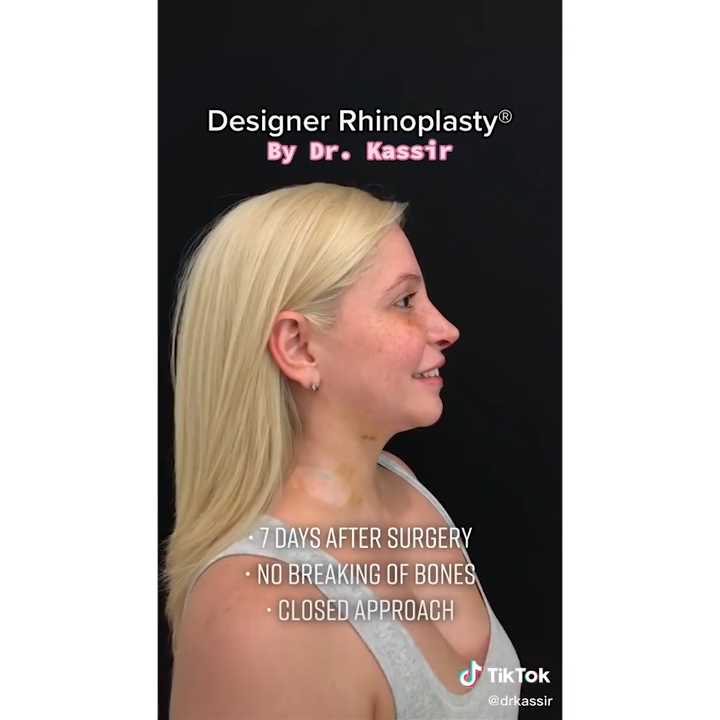 Designer Rhinoplasty®
By Dr. Kassir
• 7 DAYS AFTER SURGERY
• NO BREAKING OF BONES
• CLOSED APPROACH
TikTok
@drkassir